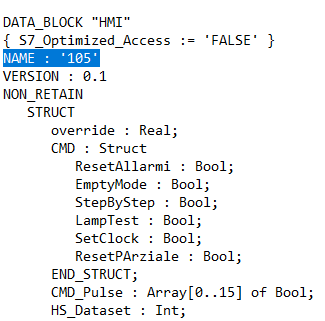 DATA_BLOCK "HMI"
{ S7_Optimized_Access := 'FALSE' }
NAME : '105'
VERSION : 0.1
NON_RETAIN
STRUCT
override : Real;
CMD : Struct
ResetAllarmi : Bool;
EmptyMode : Bool;
StepByStep : Bool;
LampTest : Bool;
SetClock : Bool;
ResetPArziale : Bool;
END_STRUCT;
CMD_Pulse : Array[0..15] of Bool;
HS_Dataset : Int;